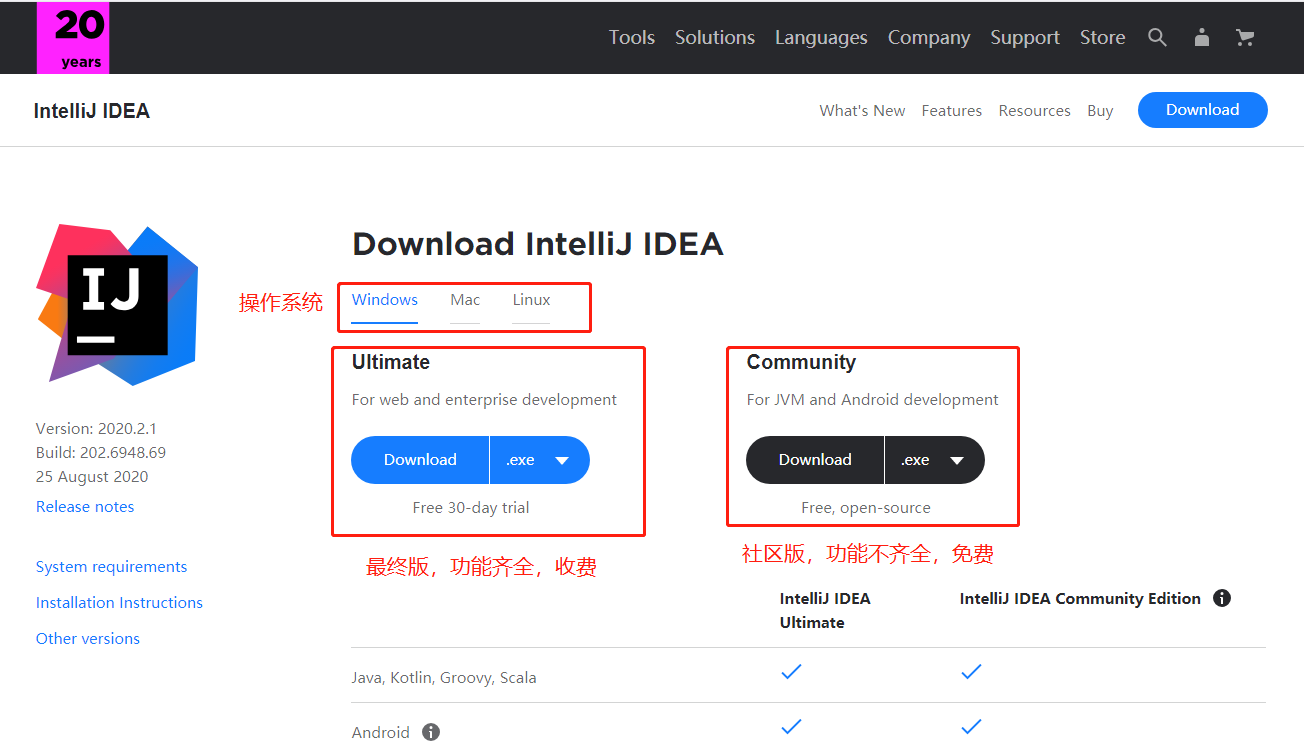 20
years
Tools Solutions Languages Company Support Store
IntelliJ IDEA
What's New Features Resources Buy Download
IJ
Download IntelliJ IDEA
操作系统
Windows Mac Linux
Ultimate
For web and enterprise development
Download .exe
Free 30-day trial
最终版，功能齐全，收费
Community
For JVM and Android development
Download .exe
Free, open-source
社区版，功能不齐全，免费
Version: 2020.2.1
Build: 202.6948.69
25 August 2020
Release notes
System requirements
Installation Instructions
Other versions
IntelliJ IDEA
Ultimate
IntelliJ IDEA Community Edition
Java, Kotlin, Groovy, Scala
Android